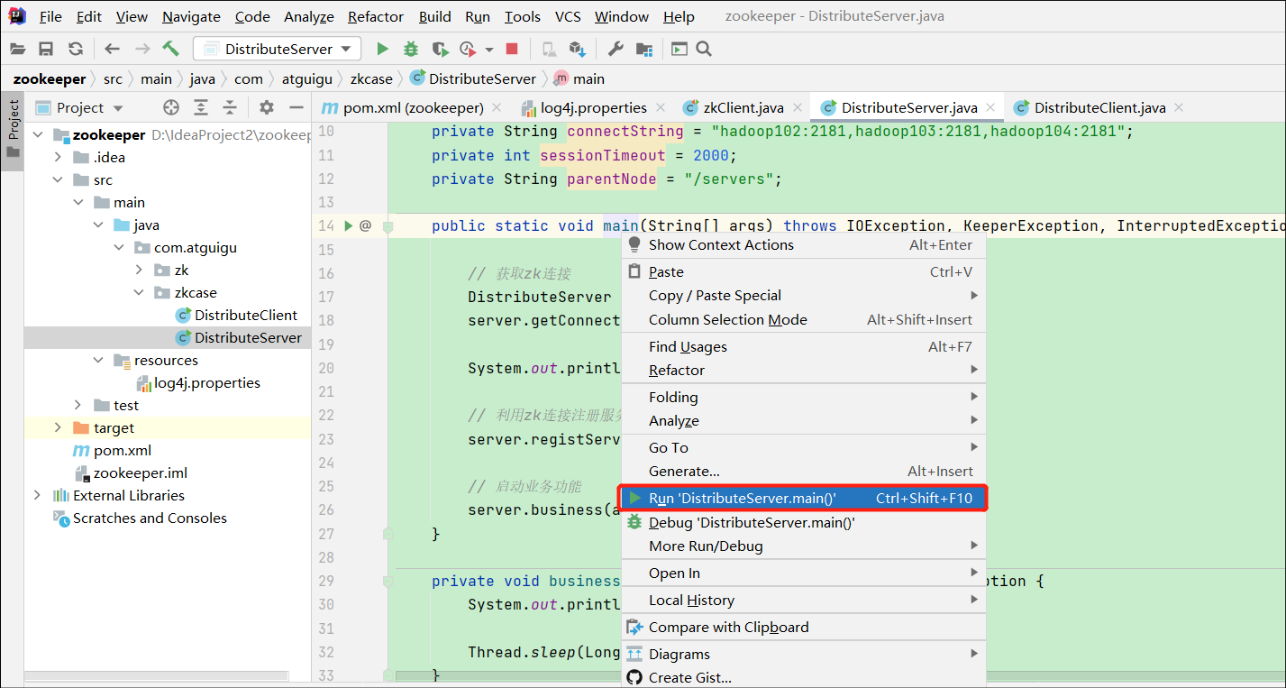 File Edit View Navigate Code Analyze Refactor Build Run Tools VCS Window Help zookeeper - DistributeServer.java
DistributeServer
zookeeper src main java com atguigu zkcase DistributeServer main
Project
Project
pom.xml (zookeeper) log4j.properties zkClient.java DistributeServer.java DistributeClient.java
zookeeper D:\IdeaProject2\zookeep
.idea
src
main
java
com.atguigu
zk
zkcase
DistributeClient
DistributeServer
resources
log4j.properties
test
target
pom.xml
zookeeper.iml
External Libraries
Scratches and Consoles
10 private String connectString = "hadoop102:2181,hadoop103:2181,hadoop104:2181";
11 private int sessionTimeout = 2000;
12 private String parentNode = "/servers";
13
14 @ public static void main(String[] args) throws IOException, KeeperException, InterruptedExceptio
15
16 // 获取zk连接
17 DistributeServer
18 server.getConnect
19
20 System.out.printl
21
22 // 利用zk连接注册服务
23 server.registServ
24
25 // 启动业务功能
26 server.business(a
27 }
28
29 private void business ption {
30 System.out.printl
31
32 Thread.sleep(Long
33 }
Show Context Actions Alt+Enter
Paste Ctrl+V
Copy / Paste Special
Column Selection Mode Alt+Shift+Insert
Find Usages Alt+F7
Refactor
Folding
Analyze
Go To
Generate... Alt+Insert
Run 'DistributeServer.main()' Ctrl+Shift+F10
Debug 'DistributeServer.main()'
More Run/Debug
Open In
Local History
Compare with Clipboard
Diagrams
Create Gist...